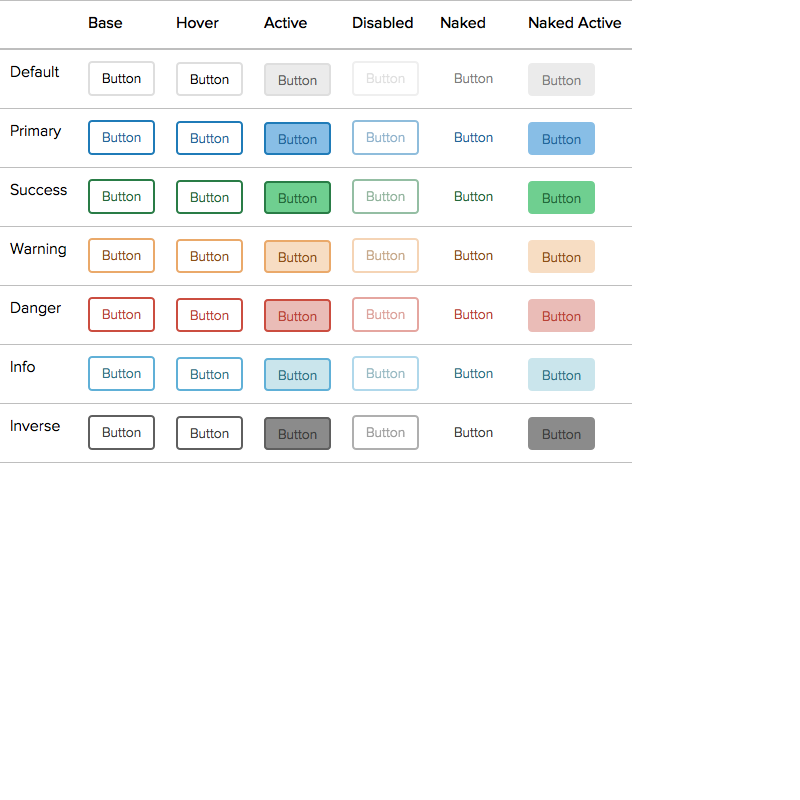 Base Hover Active Disabled Naked Naked Active
Default Button Button Button Button Button Button
Primary Button Button Button Button Button Button
Success Button Button Button Button Button Button
Warning Button Button Button Button Button Button
Danger Button Button Button Button Button Button
Info Button Button Button Button Button Button
Inverse Button Button Button Button Button Button